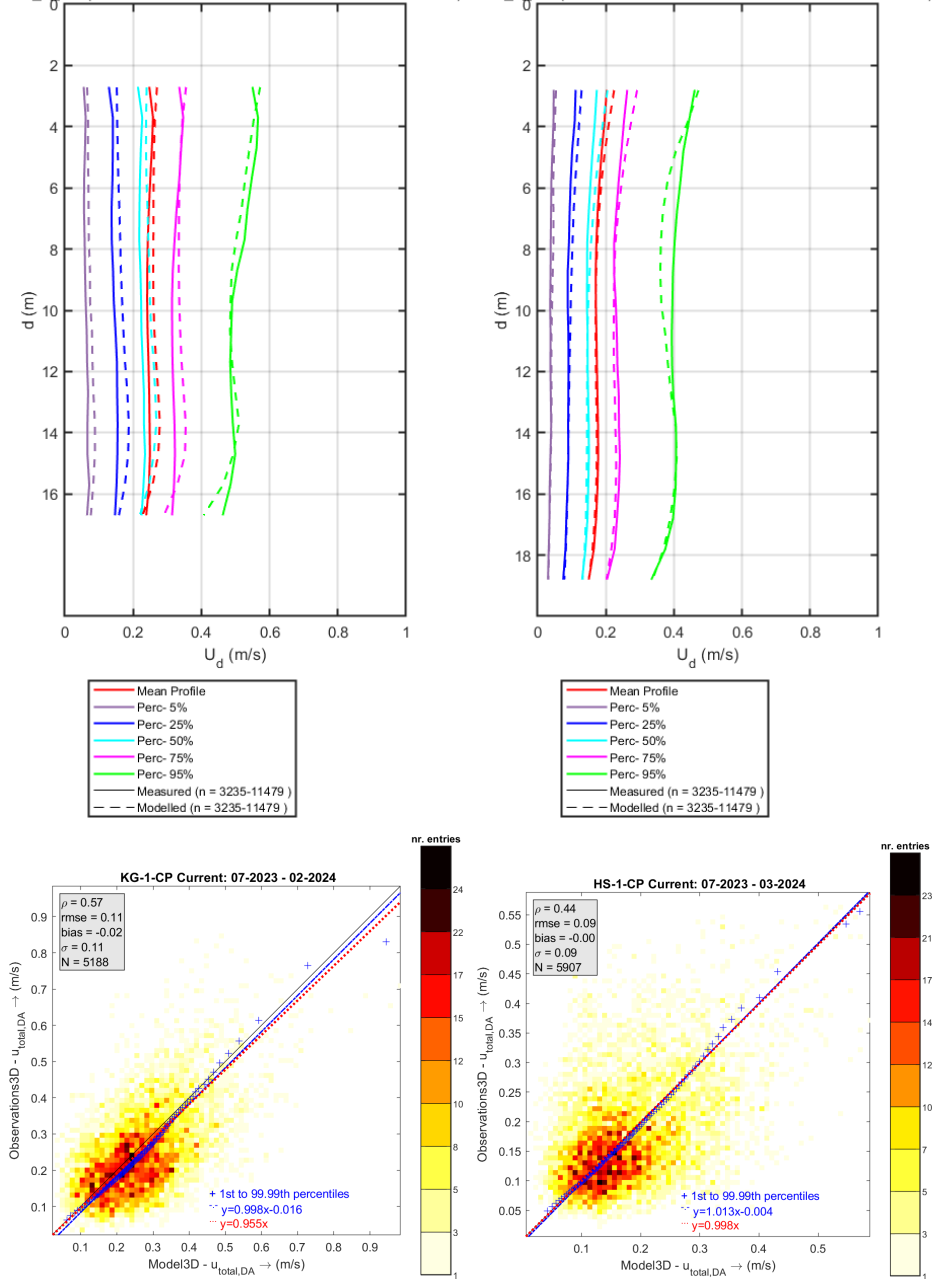 0
2
4
6
8
10
12
14
16
d (m)
0 0.2 0.4 0.6 0.8 1
U_d (m/s)
Mean Profile
Perc- 5%
Perc- 25%
Perc- 50%
Perc- 75%
Perc- 95%
Measured (n = 3235-11479 )
Modelled (n = 3235-11479 )
0
2
4
6
8
10
12
14
16
18
d (m)
0 0.2 0.4 0.6 0.8 1
U_d (m/s)
Mean Profile
Perc- 5%
Perc- 25%
Perc- 50%
Perc- 75%
Perc- 95%
Measured (n = 3235-11479 )
Modelled (n = 3235-11479 )
KG-1-CP Current: 07-2023 - 02-2024
ρ = 0.57
rmse = 0.11
bias = -0.02
σ = 0.11
N = 5188
0.9
0.8
0.7
0.6
0.5
0.4
0.3
0.2
0.1
Observations3D - u_total,DA → (m/s)
+ 1st to 99.99th percentiles
y=0.998x-0.016
y=0.955x
0.1 0.2 0.3 0.4 0.5 0.6 0.7 0.8 0.9
Model3D - u_total,DA → (m/s)
nr. entries
24
22
17
15
12
10
8
5
3
1
HS-1-CP Current: 07-2023 - 03-2024
ρ = 0.44
rmse = 0.09
bias = -0.00
σ = 0.09
N = 5907
0.55
0.5
0.45
0.4
0.35
0.3
0.25
0.2
0.15
0.1
0.05
Observations3D - u_total,DA → (m/s)
+ 1st to 99.99th percentiles
y=1.013x-0.004
y=0.998x
0.1 0.2 0.3 0.4 0.5
Model3D - u_total,DA → (m/s)
nr. entries
23
21
17
14
12
10
7
5
3
1